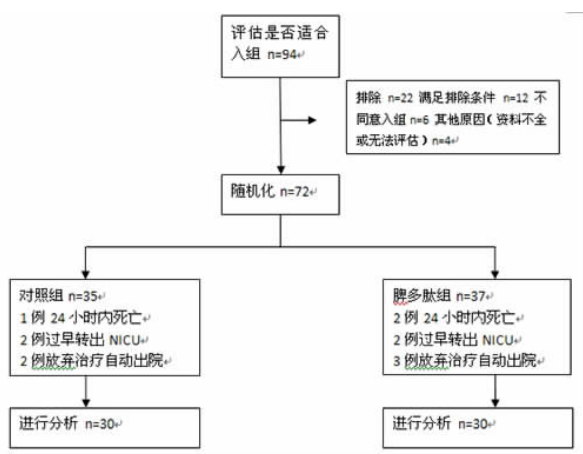 评估是否适合
入组 n=94
排除 n=22 满足排除条件 n=12 不
同意入组 n=6 其他原因(资料不全
或无法评估)n=4
随机化 n=72
对照组 n=35
1 例 24 小时内死亡
2 例过早转出 NICU
2 例放弃治疗自动出院
脾多肽组 n=37
2 例 24 小时内死亡
2 例过早转出 NICU
3 例放弃治疗自动出院
进行分析 n=30
进行分析 n=30